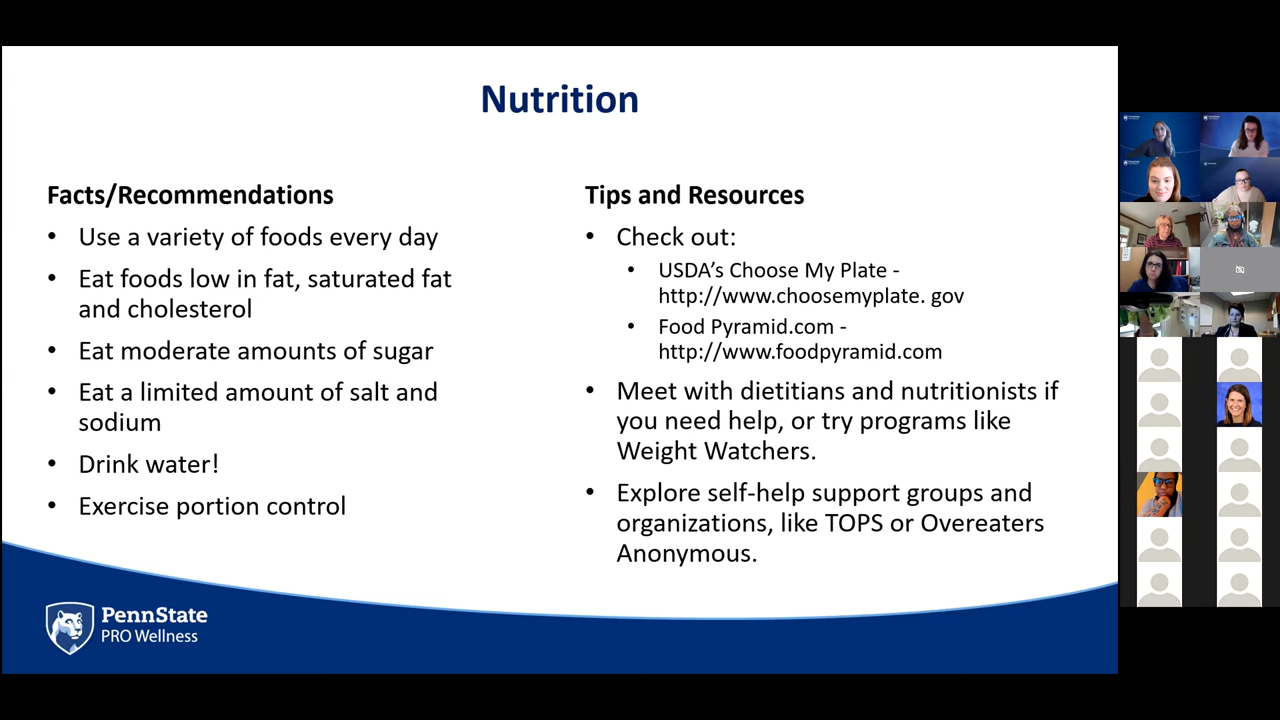 Nutrition
Facts/Recommendations
• Use a variety of foods every day
• Eat foods low in fat, saturated fat
and cholesterol
• Eat moderate amounts of sugar
• Eat a limited amount of salt and
sodium
• Drink water!
• Exercise portion control
Tips and Resources
• Check out:
• USDA’s Choose My Plate -
http://www.choosemyplate. gov
• Food Pyramid.com -
http://www.foodpyramid.com
• Meet with dietitians and nutritionists if
you need help, or try programs like
Weight Watchers.
• Explore self-help support groups and
organizations, like TOPS or Overeaters
Anonymous.
PennState
PRO Wellness
PennState
PennState
PennState